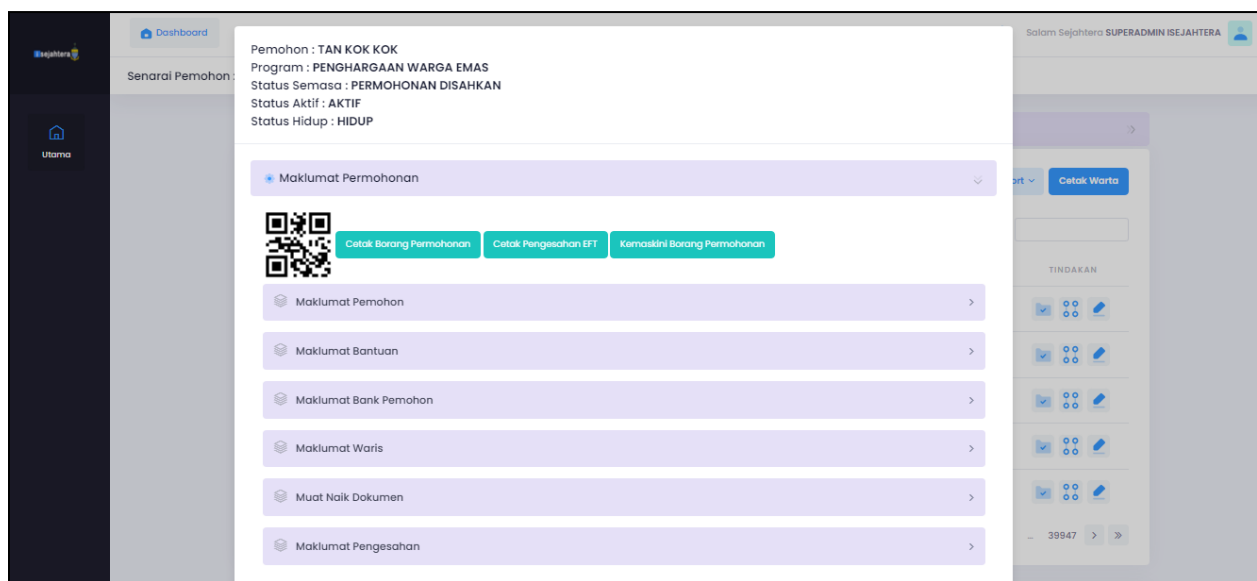 isejahtera
Dashboard
Salam Sejahtera SUPERADMIN ISEJAHTERA
Senarai Pemohon :
Utama
Pemohon : TAN KOK KOK
Program : PENGHARGAAN WARGA EMAS
Status Semasa : PERMOHONAN DISAHKAN
Status Aktif : AKTIF
Status Hidup : HIDUP
Maklumat Permohonan
Cetak Warta
Cetak Borang Permohonan
Cetak Pengesahan EFT
Kemaskini Borang Permohonan
TINDAKAN
Maklumat Pemohon
Maklumat Bantuan
Maklumat Bank Pemohon
Maklumat Waris
Muat Naik Dokumen
Maklumat Pengesahan
... 39947